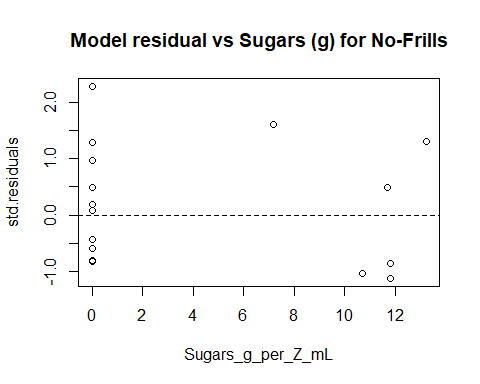 Model residual vs Sugars (g) for No-Frills
std.residuals
2.0
1.0
0.0
-1.0
0 2 4 6 8 10 12
Sugars_g_per_Z_mL